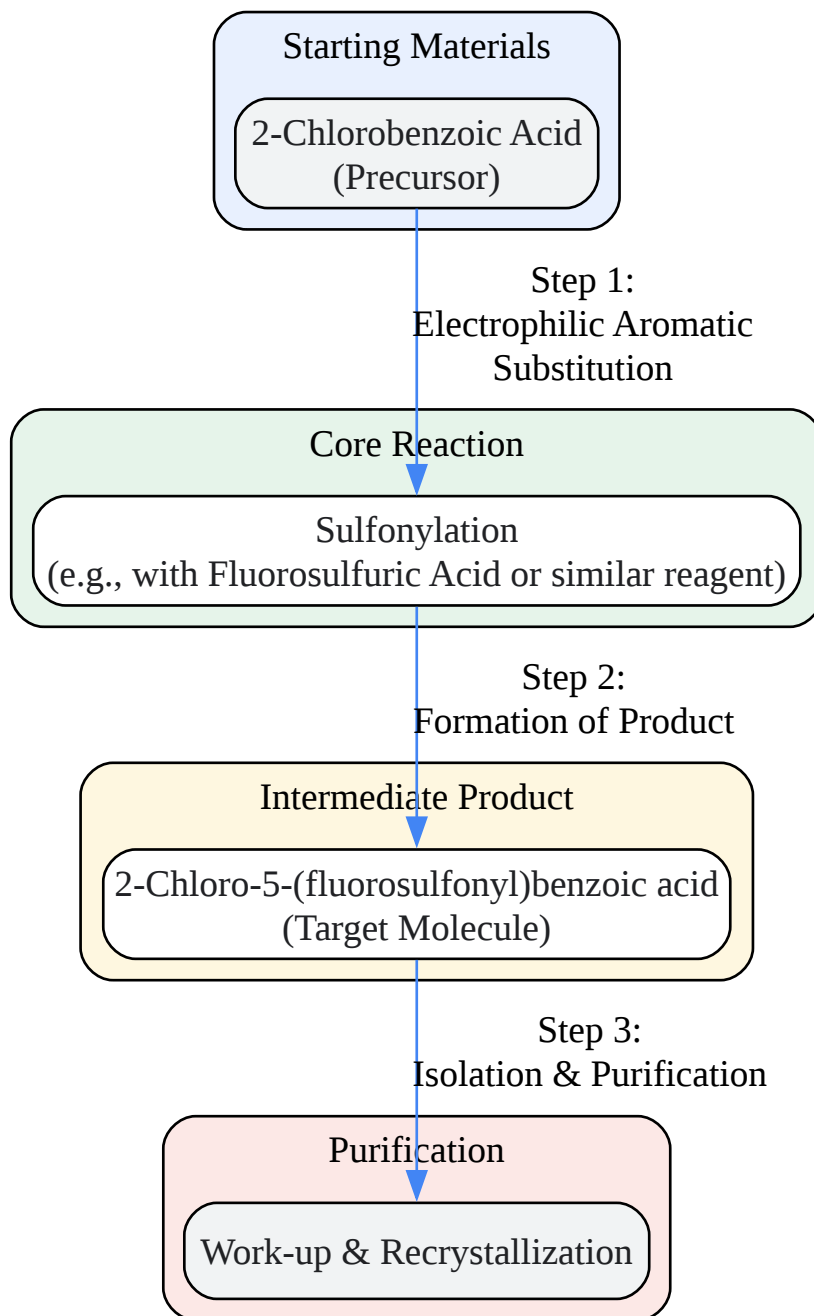 Starting Materials
2-Chlorobenzoic Acid
(Precursor)
Step 1:
Electrophilic Aromatic
Substitution
Core Reaction
Sulfonylation
(e.g., with Fluorosulfuric Acid or similar reagent)
Step 2:
Formation of Product
Intermediate Product
2-Chloro-5-(fluorosulfonyl)benzoic acid
(Target Molecule)
Step 3:
Isolation & Purification
Purification
Work-up & Recrystallization